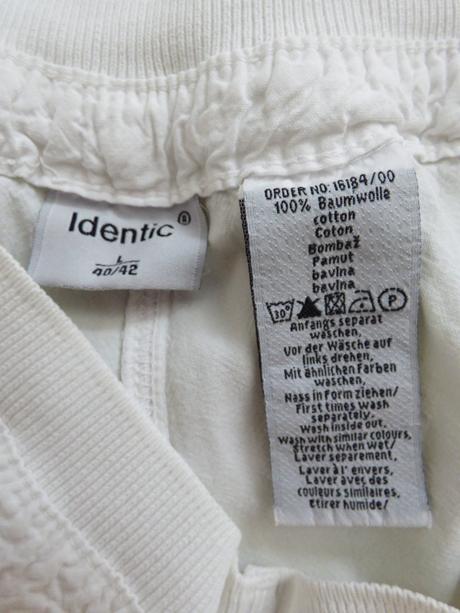 Identic ®
L
40/42
ORDER NO: 16184/00
100% Baumwolle
cotton
Coton
Bombaž
Pamut
bavlna
bavlna
30° P
Anfangs separat
waschen,
Vor der Wäsche auf
links drehen,
Mit ähnlichen Farben
waschen,
Nass in Form ziehen/
First times wash
separately,
Wash inside out,
Wash with similar colours,
Stretch when wet/
Laver separement,
Laver à l' envers,
Laver avec des
couleurs similaires,
Etirer humide/